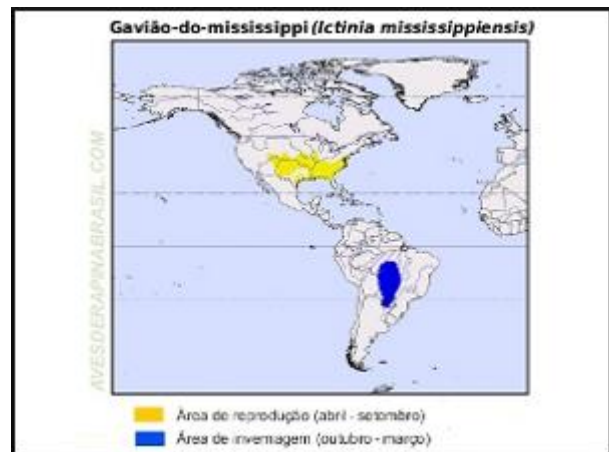 Gavião-do-mississippi (Ictinia mississippiensis)
AVESDERAPINABRASIL.COM
Área de reprodução (abril - setembro)
Área de invernagem (outubro - março)